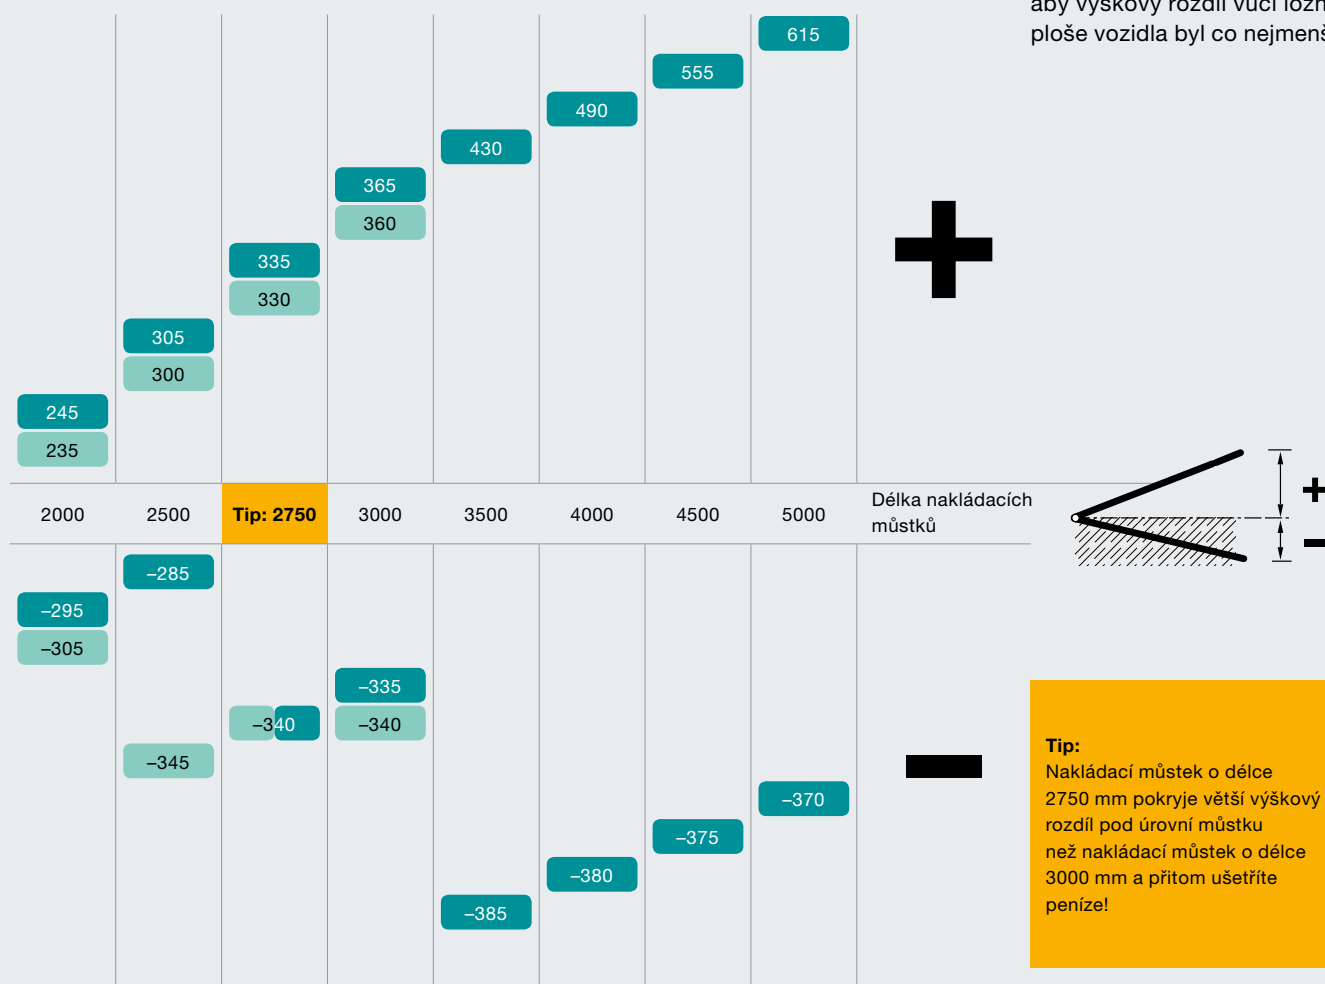 aby výškový rozdíl vůči ložn
ploše vozidla byl co nejmenš
615
555
490
430
365
360
335
330
305
300
245
235
2000 2500 Tip: 2750 3000 3500 4000 4500 5000 Délka nakládacích
můstků
+
–
–285
–295
–305
–335
–340 –340
–345
–370
–375
–380
–385
Tip:
Nakládací můstek o délce
2750 mm pokryje větší výškový
rozdíl pod úrovní můstku
než nakládací můstek o délce
3000 mm a přitom ušetříte
peníze!